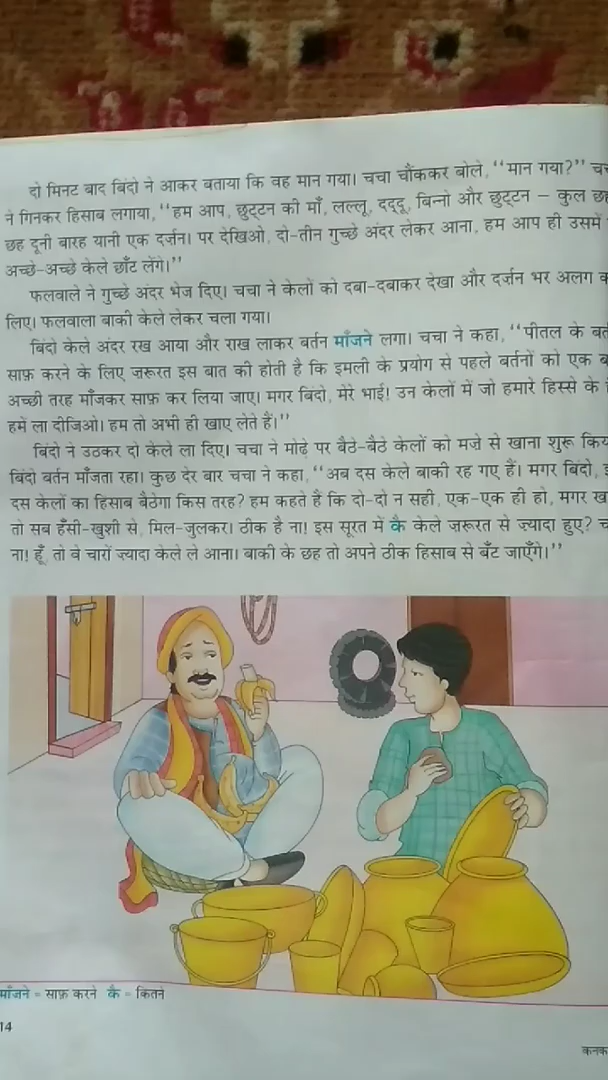 दो मिनट बाद बिंदो ने आकर बताया कि वह मान गया। चचा चौंककर बोले, ‘‘मान गया?’’
ने गिनकर हिसाब लगाया, ‘‘हम आप, छुट्टन की माँ, लल्लू, दद्दू, बिन्नो और छुट्टन – कुल
छह दूनी बारह यानी एक दर्जन। पर देखिओ, दो-तीन गुच्छे अंदर लेकर आना, हम आप ही उसमें
अच्छे-अच्छे केले छाँट लेंगे।’’
फलवाले ने गुच्छे अंदर भेज दिए। चचा ने केलों को दबा-दबाकर देखा और दर्जन भर अलग
लिए। फलवाला बाकी केले लेकर चला गया।
बिंदो केले अंदर रख आया और राख लाकर बर्तन माँजने लगा। चचा ने कहा, ‘‘पीतल के
साफ़ करने के लिए ज़रूरत इस बात की होती है कि इमली के प्रयोग से पहले बर्तनों को एक
अच्छी तरह माँजकर साफ़ कर लिया जाए। मगर बिंदो, मेरे भाई! उन केलों में जो हमारे हिस्से के
हमें ला दीजिओ। हम तो अभी ही खाए लेते हैं।’’
बिंदो ने उठकर दो केले ला दिए। चचा ने मोढ़े पर बैठे-बैठे केलों को मज़े से खाना शुरू
बिंदो बर्तन माँजता रहा। कुछ देर बार चचा ने कहा, ‘‘अब दस केले बाकी रह गए हैं। मगर बिंदो,
दस केलों का हिसाब बैठेगा किस तरह? हम कहते हैं कि दो-दो न सही, एक-एक ही हो, मगर
तो सब हँसी-खुशी से, मिल-जुलकर। ठीक है ना! इस सूरत में कै केले ज़रूरत से ज़्यादा हुए?
ना! हूँ, तो वे चारों ज़्यादा केले ले आना। बाकी के छह तो अपने ठीक हिसाब से बँट जाएँगे।’’
माँजने = साफ़ करने कै = कितने
14